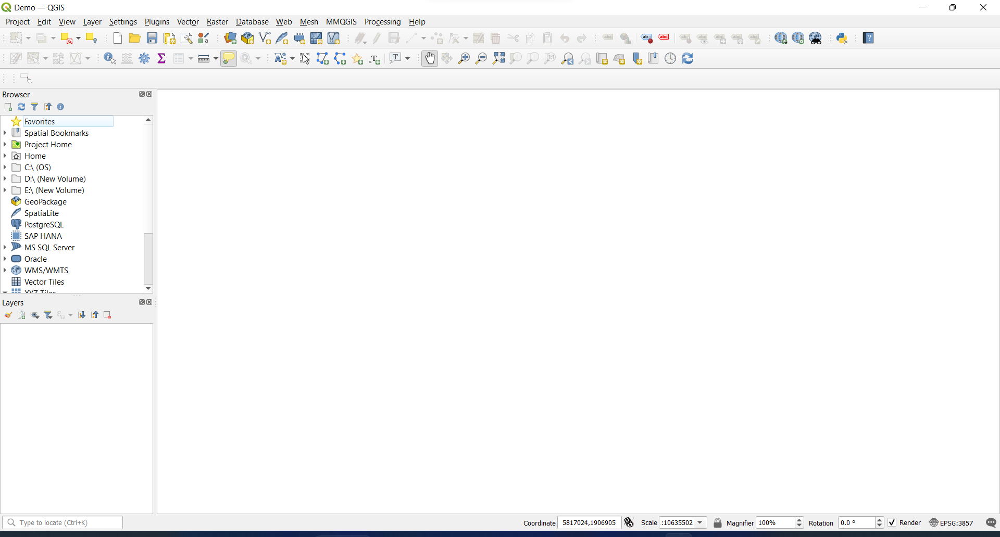 Demo — QGIS
Project Edit View Layer Settings Plugins Vector Raster Database Web Mesh MMQGIS Processing Help
Browser
Favorites
Spatial Bookmarks
Project Home
Home
C:\ (OS)
D:\ (New Volume)
E:\ (New Volume)
GeoPackage
SpatiaLite
PostgreSQL
SAP HANA
MS SQL Server
Oracle
WMS/WMTS
Vector Tiles
XYZ Tiles
Layers
Type to locate (Ctrl+K)
Coordinate 5817024,1906905 Scale :10635502 Magnifier 100% Rotation 0.0 ° Render EPSG:3857